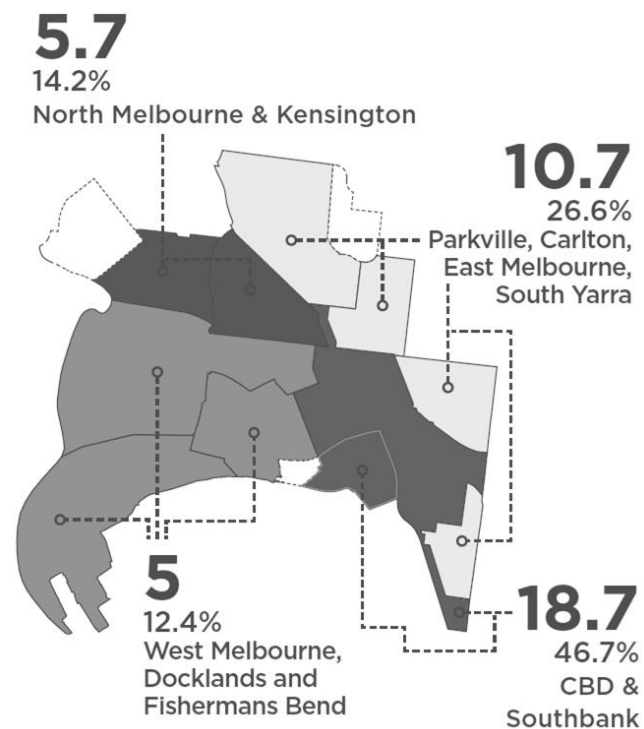 5.7
14.2%
North Melbourne & Kensington
10.7
26.6%
Parkville, Carlton,
East Melbourne,
South Yarra
5
12.4%
West Melbourne,
Docklands and
Fishermans Bend
18.7
46.7%
CBD &
Southbank